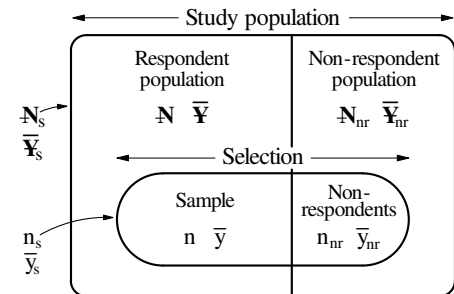 Study population
Respondent
population
Non-respondent
population
N Ȳ
N_nr Ȳ_nr
N_s
Ȳ_s
Selection
Sample
Non-
respondents
n ȳ
n_nr ȳ_nr
n_s
ȳ_s